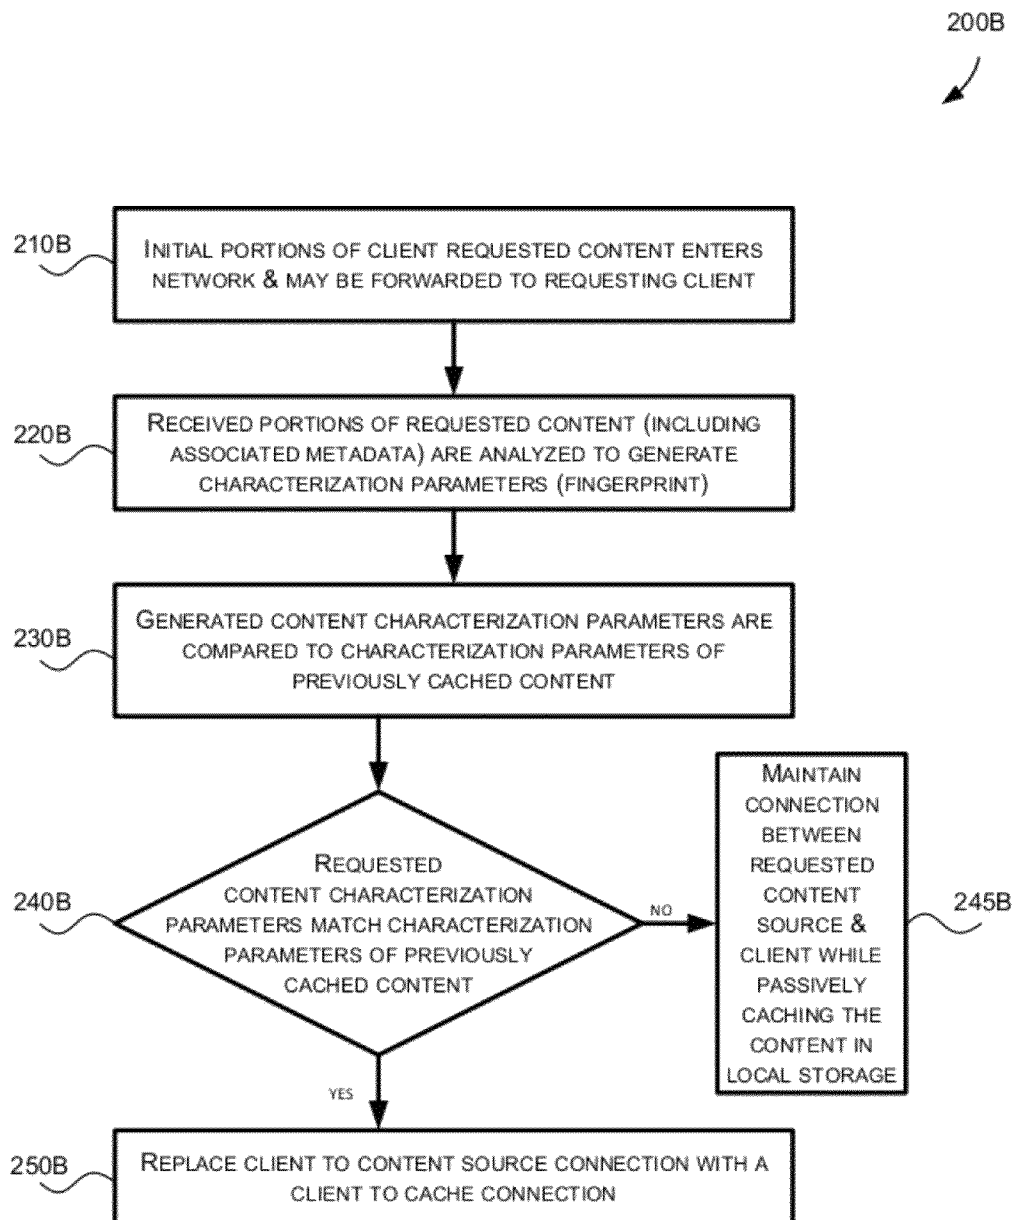 200B
210B
INITIAL PORTIONS OF CLIENT REQUESTED CONTENT ENTERS
NETWORK & MAY BE FORWARDED TO REQUESTING CLIENT
220B
RECEIVED PORTIONS OF REQUESTED CONTENT (INCLUDING
ASSOCIATED METADATA) ARE ANALYZED TO GENERATE
CHARACTERIZATION PARAMETERS (FINGERPRINT)
230B
GENERATED CONTENT CHARACTERIZATION PARAMETERS ARE
COMPARED TO CHARACTERIZATION PARAMETERS OF
PREVIOUSLY CACHED CONTENT
240B
REQUESTED
CONTENT CHARACTERIZATION
PARAMETERS MATCH CHARACTERIZATION
PARAMETERS OF PREVIOUSLY
CACHED CONTENT
NO
MAINTAIN
CONNECTION
BETWEEN
REQUESTED
CONTENT
SOURCE &
CLIENT WHILE
PASSIVELY
CACHING THE
CONTENT IN
LOCAL STORAGE
245B
YES
250B
REPLACE CLIENT TO CONTENT SOURCE CONNECTION WITH A
CLIENT TO CACHE CONNECTION